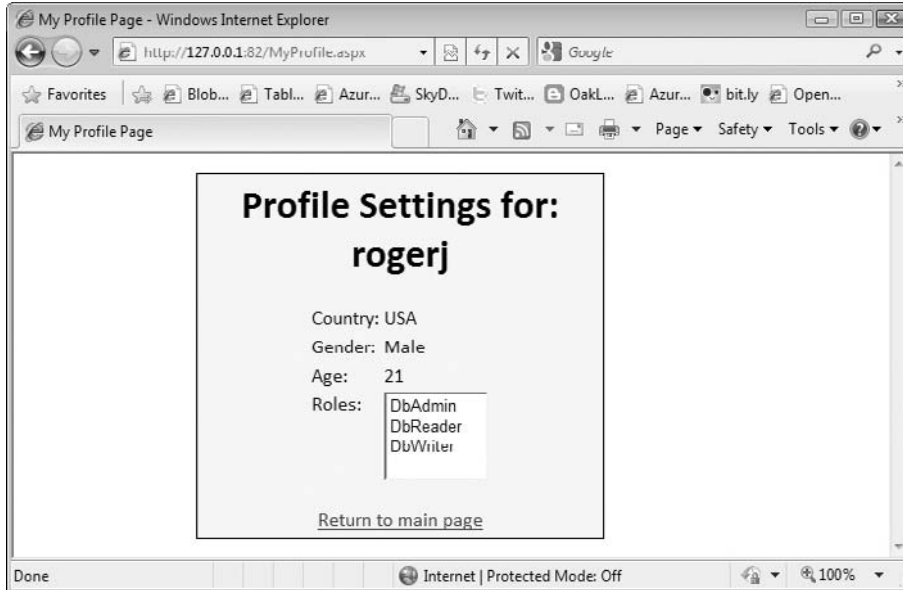 My Profile Page - Windows Internet Explorer
http://127.0.0.1:82/MyProfile.aspx
Google
Favorites Blob... Tabl... Azur... SkyD... Twit... OakL... Azur... bit.ly Open...
My Profile Page
Page Safety Tools
Profile Settings for:
rogerj
Country: USA
Gender: Male
Age: 21
Roles: DbAdmin
DbReader
DbWriter
Return to main page
Done Internet | Protected Mode: Off 100%